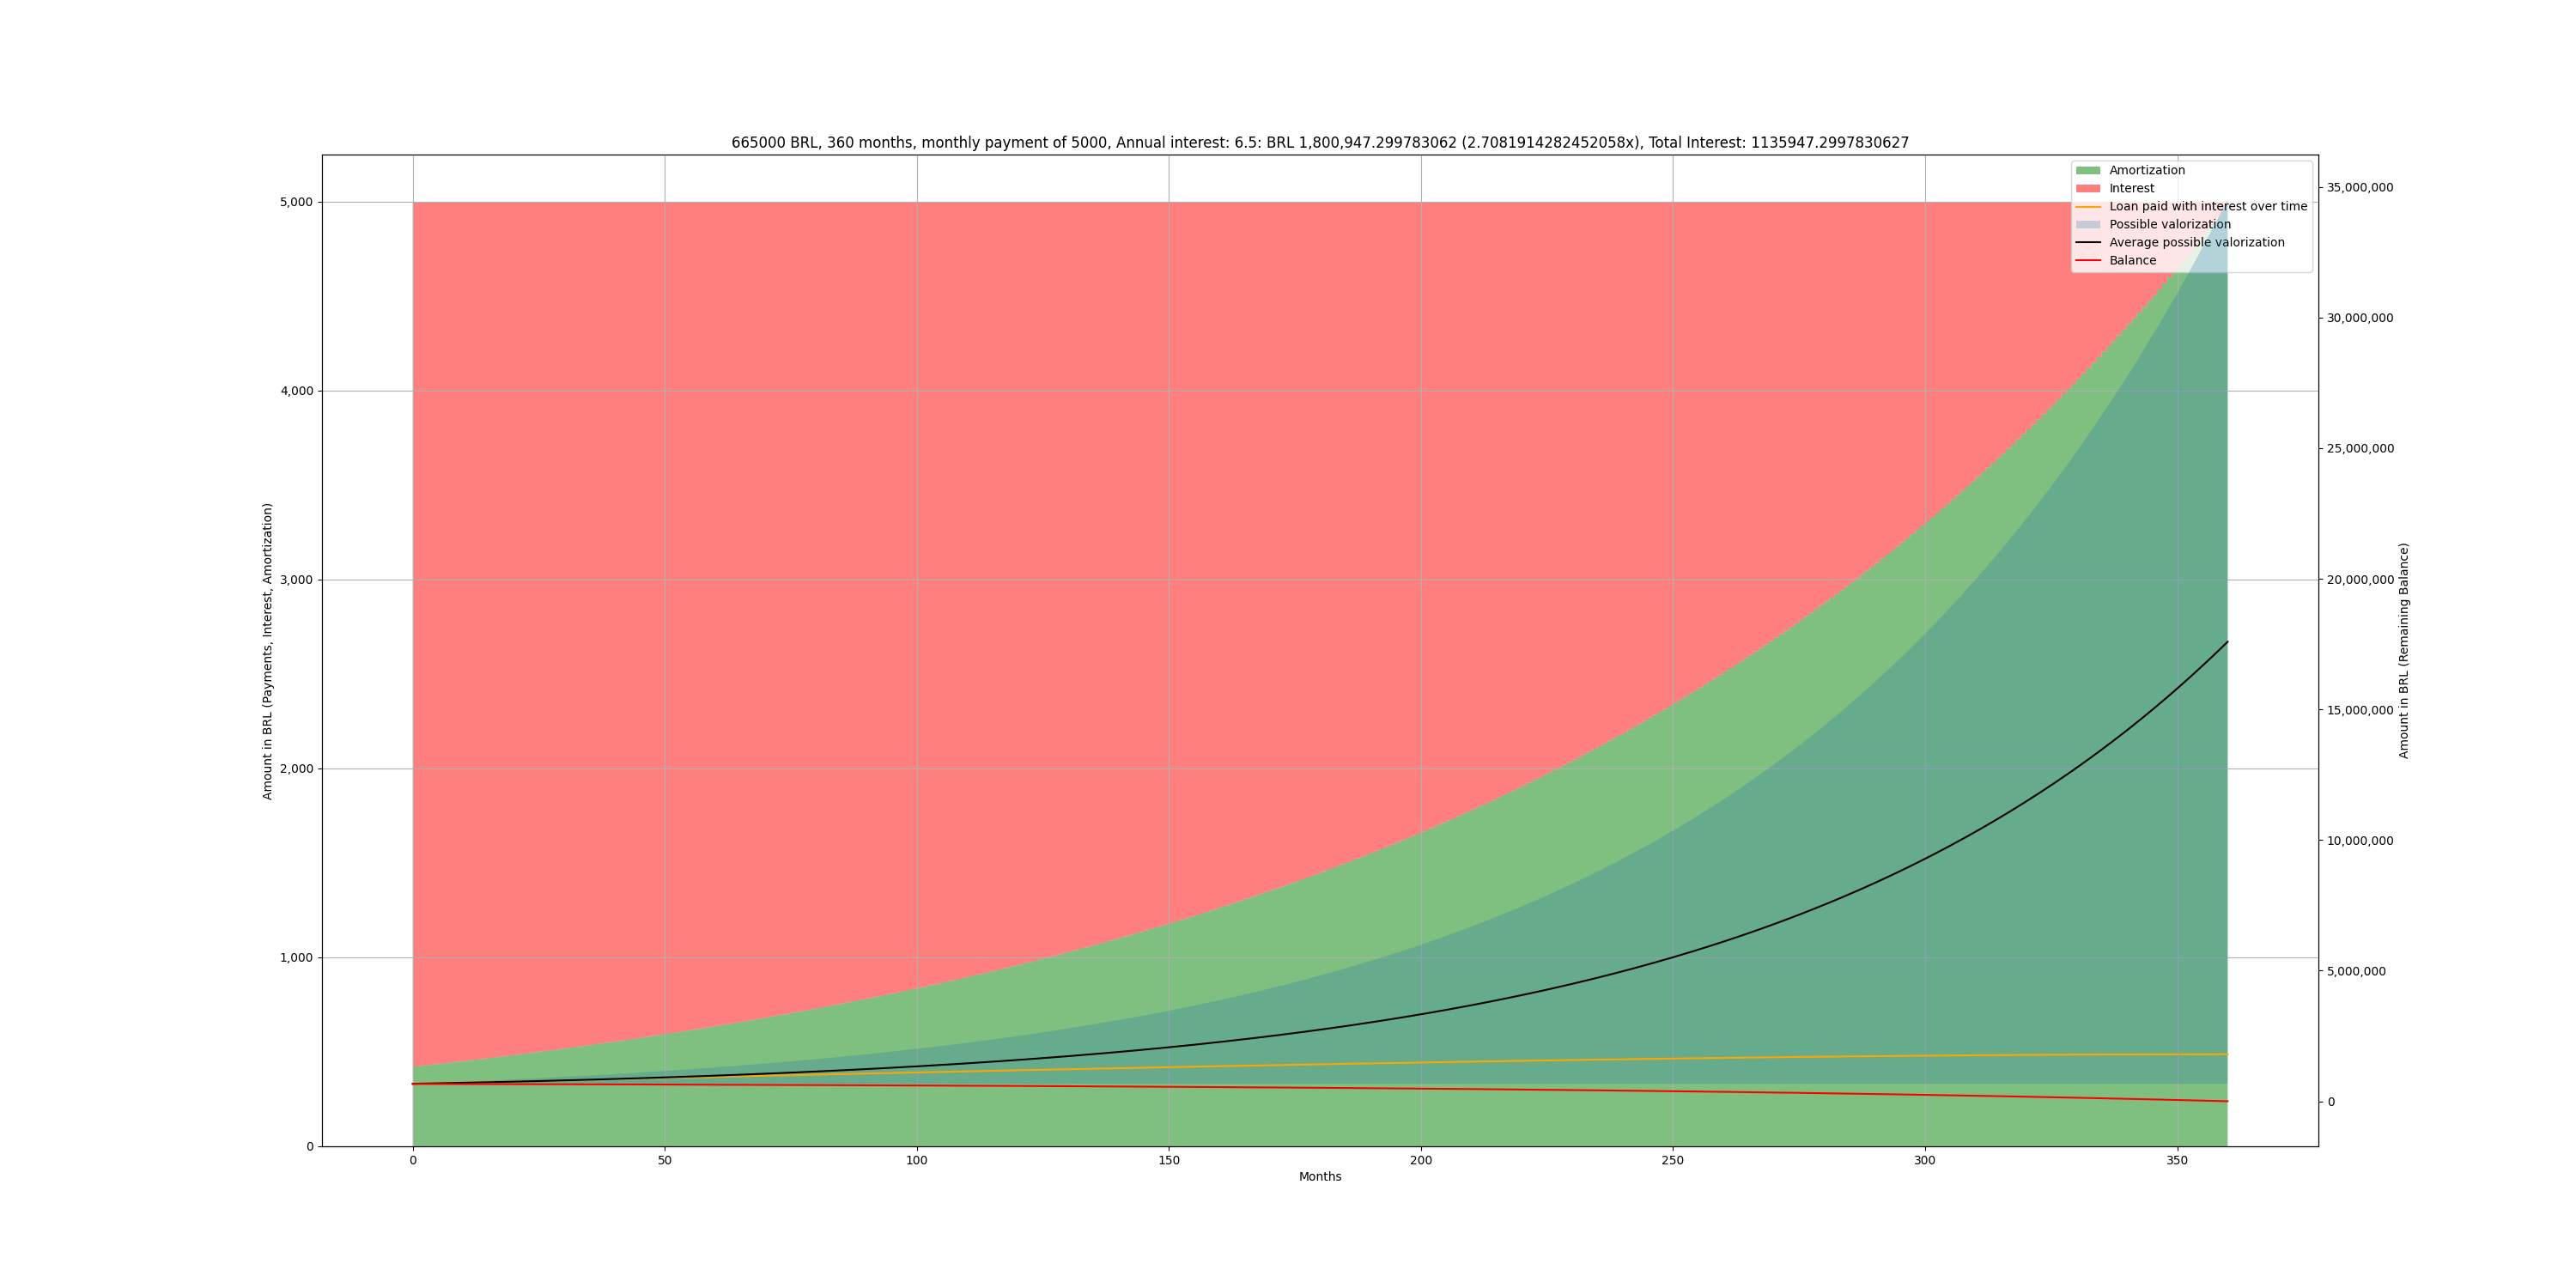 665000 BRL, 360 months, monthly payment of 5000, Annual interest: 6.5: BRL 1,800,947.299783062 (2.7081914282452058x), Total Interest: 1135947.2997830627
Amortization
Interest
Loan paid with interest over time
Possible valorization
Average possible valorization
Balance
5,000
4,000
3,000
2,000
1,000
0
Amount in BRL (Payments, Interest, Amortization)
35,000,000
30,000,000
25,000,000
20,000,000
15,000,000
10,000,000
5,000,000
0
Amount in BRL (Remaining Balance)
0 50 100 150 200 250 300 350
Months